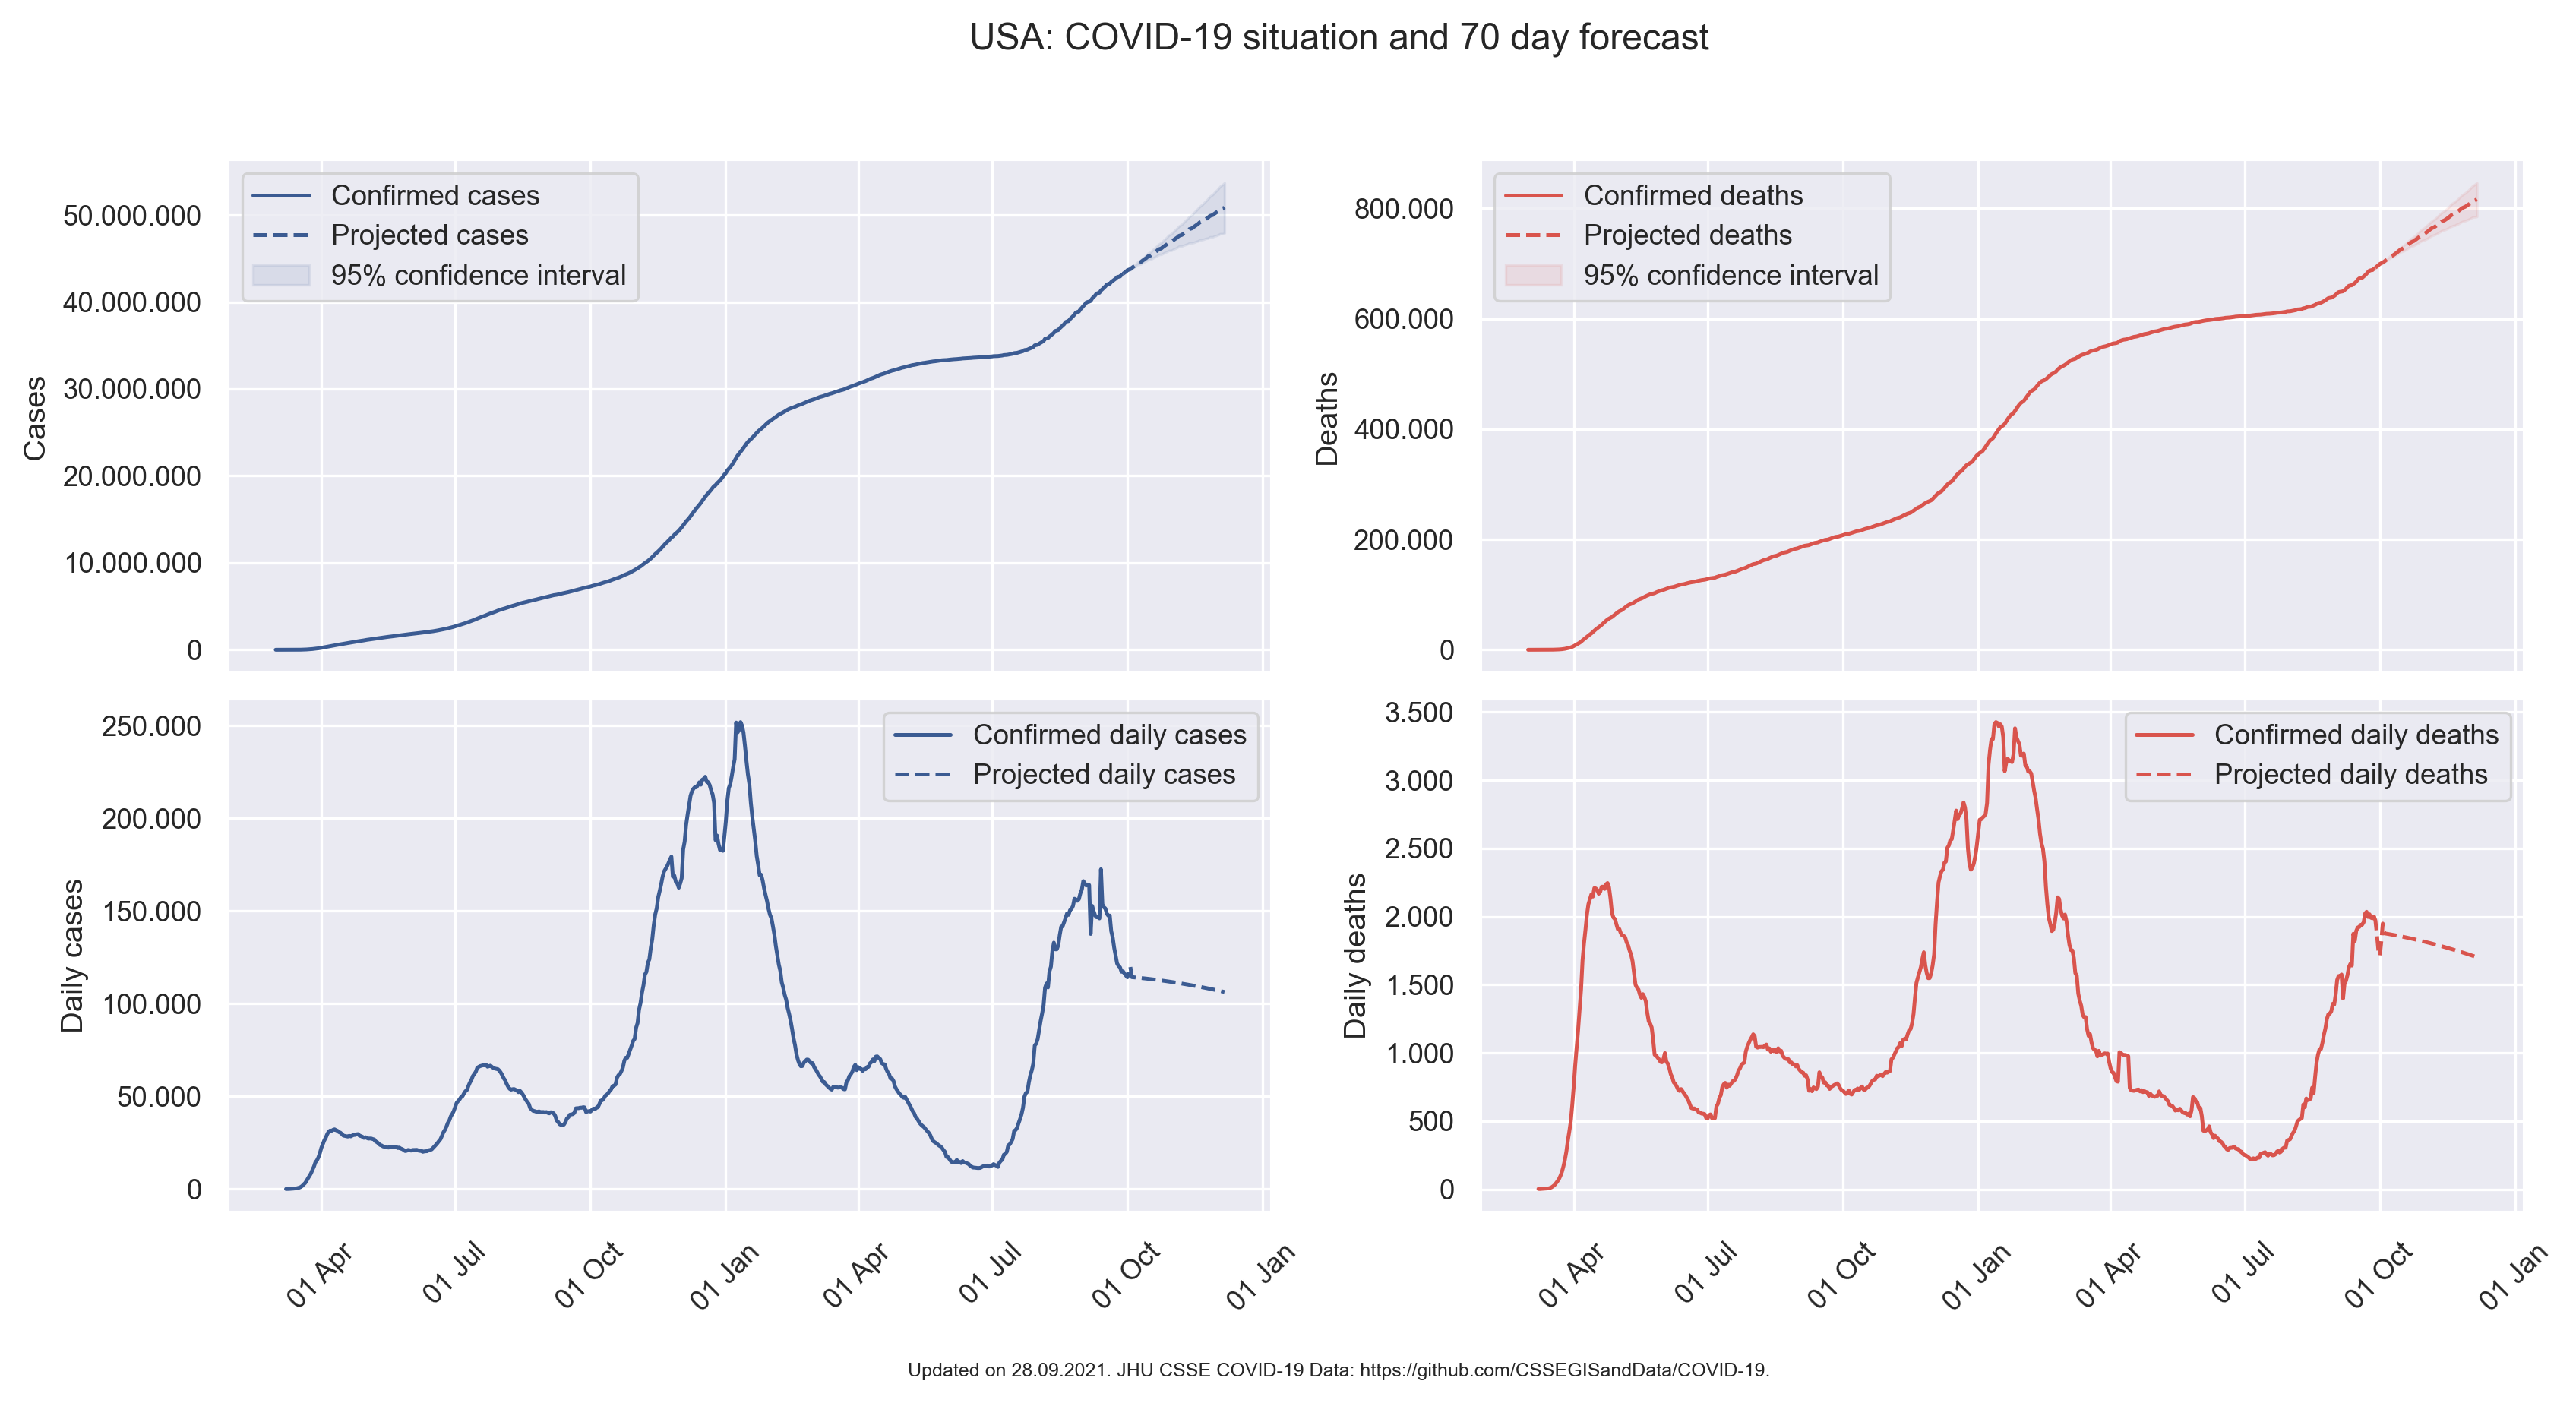 USA: COVID-19 situation and 70 day forecast
Cases
50.000.000
40.000.000
30.000.000
20.000.000
10.000.000
0
Confirmed cases
Projected cases
95% confidence interval
Deaths
800.000
600.000
400.000
200.000
0
Confirmed deaths
Projected deaths
95% confidence interval
Daily cases
250.000
200.000
150.000
100.000
50.000
0
Confirmed daily cases
Projected daily cases
01 Apr
01 Jul
01 Oct
01 Jan
01 Apr
01 Jul
01 Oct
01 Jan
Daily deaths
3.500
3.000
2.500
2.000
1.500
1.000
500
0
Confirmed daily deaths
Projected daily deaths
01 Apr
01 Jul
01 Oct
01 Jan
01 Apr
01 Jul
01 Oct
01 Jan
Updated on 28.09.2021. JHU CSSE COVID-19 Data: https://github.com/CSSEGISandData/COVID-19.